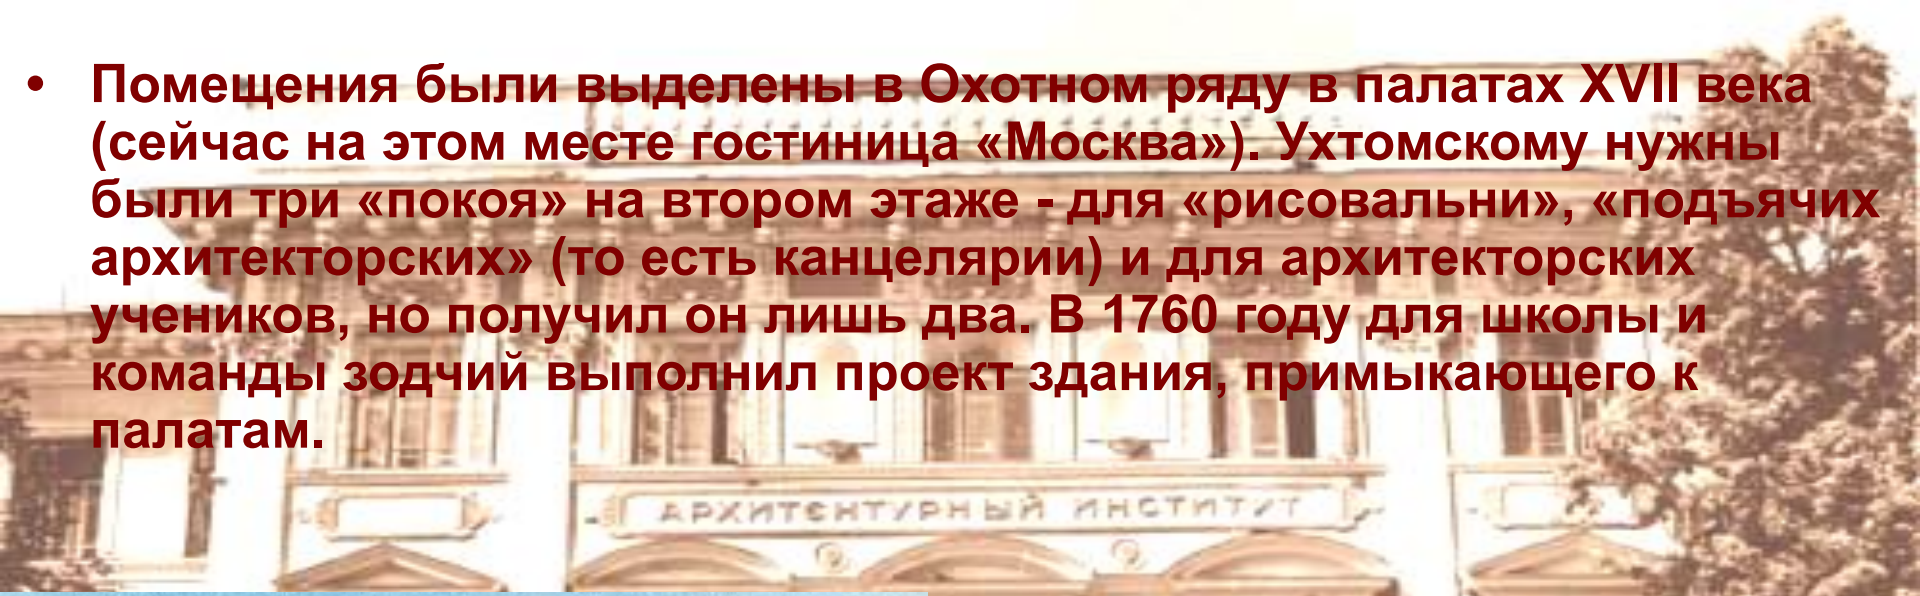 • Помещения были выделены в Охотном ряду в палатах XVII века
(сейчас на этом месте гостиница «Москва»). Ухтомскому нужны
были три «покоя» на втором этаже - для «рисовальни», «подъячих
архитекторских» (то есть канцелярии) и для архитекторских
учеников, но получил он лишь два. В 1760 году для школы и
команды зодчий выполнил проект здания, примыкающего к
палатам.
АРХИТЕКТУРНЫЙ ИНСТИТУТ